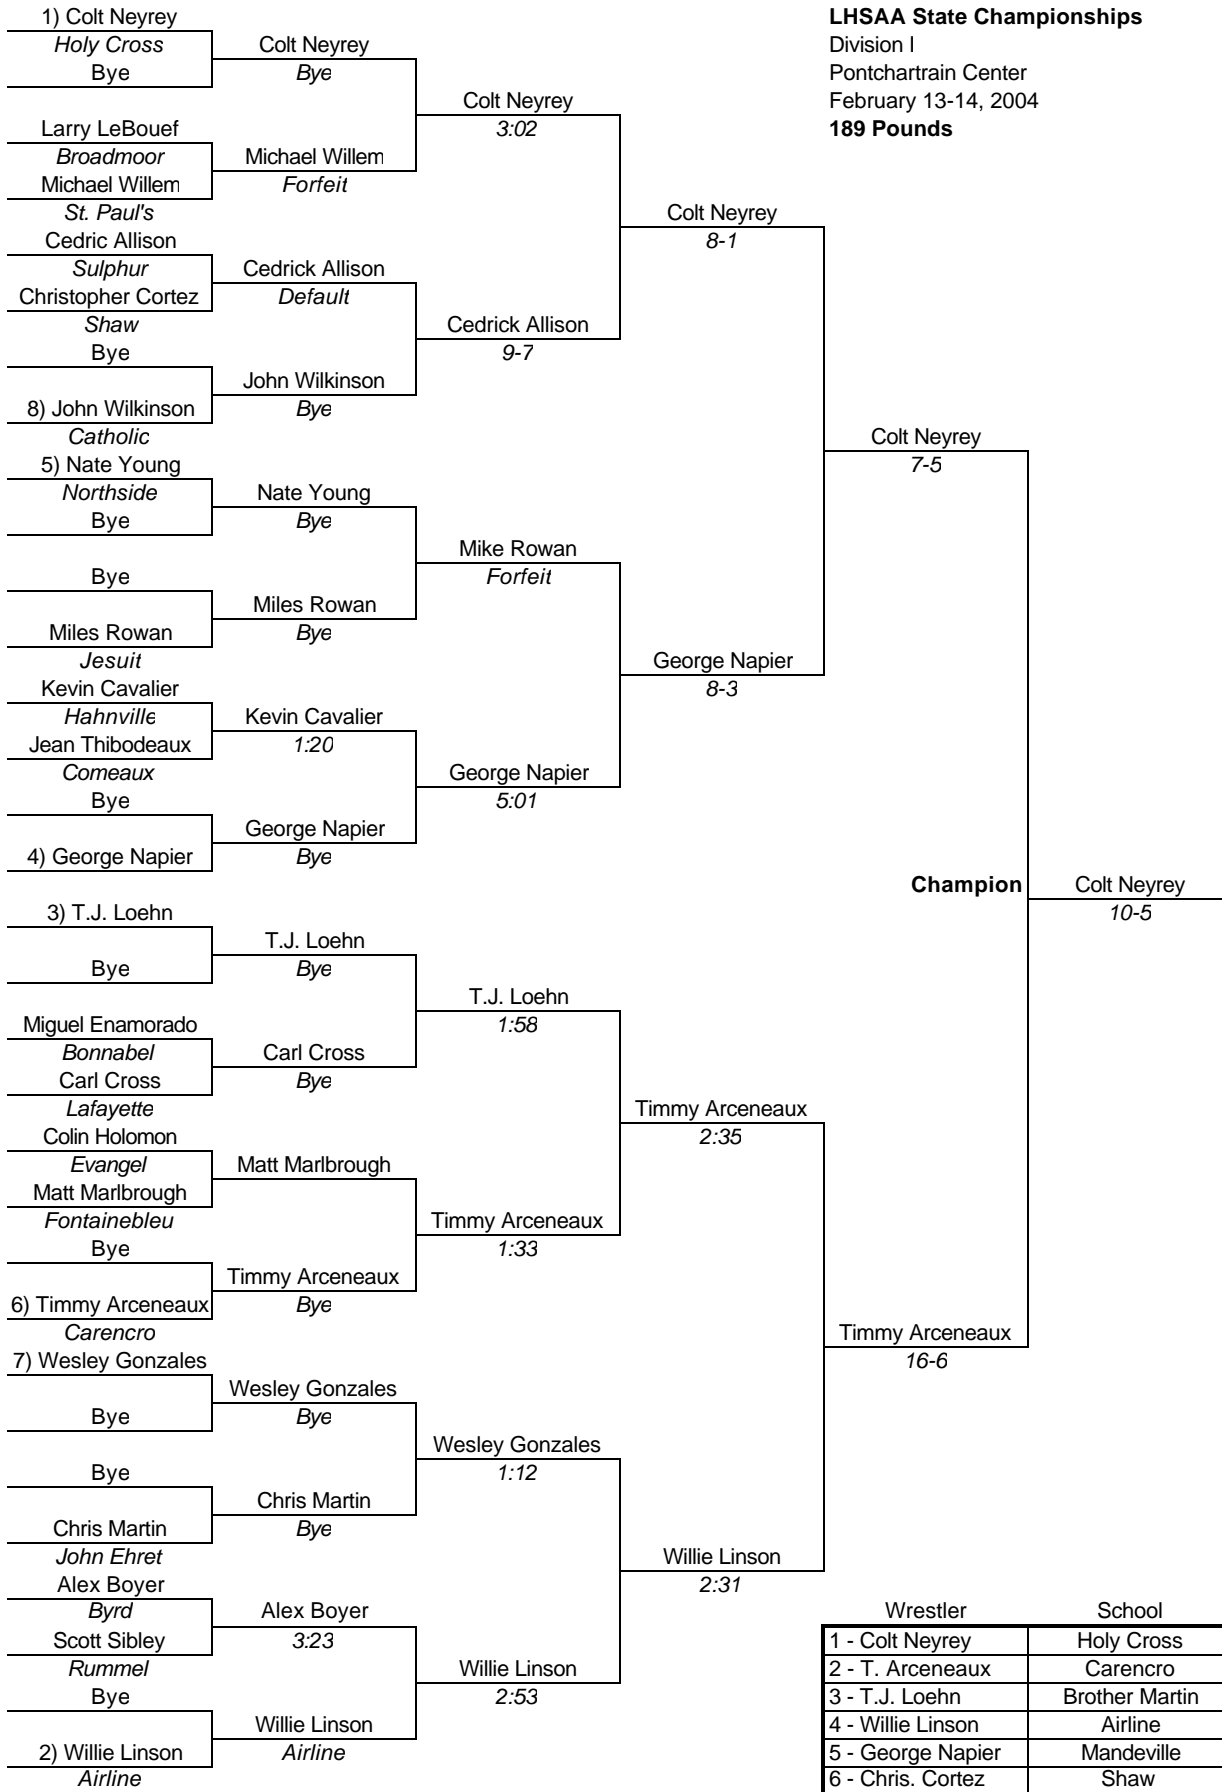 LHSAA State Championships
Division I
Pontchartrain Center
February 13-14, 2004
189 Pounds
1) Colt Neyrey
Holy Cross
Bye
Larry LeBouef
Broadmoor
Michael Willem
St. Paul's
Cedric Allison
Sulphur
Christopher Cortez
Shaw
Bye
8) John Wilkinson
Catholic
5) Nate Young
Northside
Bye
Bye
Miles Rowan
Jesuit
Kevin Cavalier
Hahnville
Jean Thibodeaux
Comeaux
Bye
4) George Napier
3) T.J. Loehn
Bye
Miguel Enamorado
Bonnabel
Carl Cross
Lafayette
Colin Holomon
Evangel
Matt Marlbrough
Fontainebleu
Bye
6) Timmy Arceneaux
Carencro
7) Wesley Gonzales
Bye
Bye
Chris Martin
John Ehret
Alex Boyer
Byrd
Scott Sibley
Rummel
Bye
2) Willie Linson
Airline
Colt Neyrey
Bye
Michael Willem
Forfeit
Cedrick Allison
Default
John Wilkinson
Bye
Nate Young
Bye
Miles Rowan
Bye
Kevin Cavalier
1:20
George Napier
Bye
T.J. Loehn
Bye
Carl Cross
Bye
Matt Marlbrough
Timmy Arceneaux
Bye
Wesley Gonzales
Bye
Chris Martin
Bye
Alex Boyer
3:23
Willie Linson
Airline
Colt Neyrey
3:02
Cedrick Allison
9-7
Mike Rowan
Forfeit
George Napier
5:01
T.J. Loehn
1:58
Timmy Arceneaux
1:33
Wesley Gonzales
1:12
Willie Linson
2:53
Colt Neyrey
8-1
George Napier
8-3
Timmy Arceneaux
2:35
Willie Linson
2:31
Colt Neyrey
7-5
Timmy Arceneaux
16-6
Champion
Colt Neyrey
10-5
Wrestler School
1 - Colt Neyrey Holy Cross
2 - T. Arceneaux Carencro
3 - T.J. Loehn Brother Martin
4 - Willie Linson Airline
5 - George Napier Mandeville
6 - Chris. Cortez Shaw